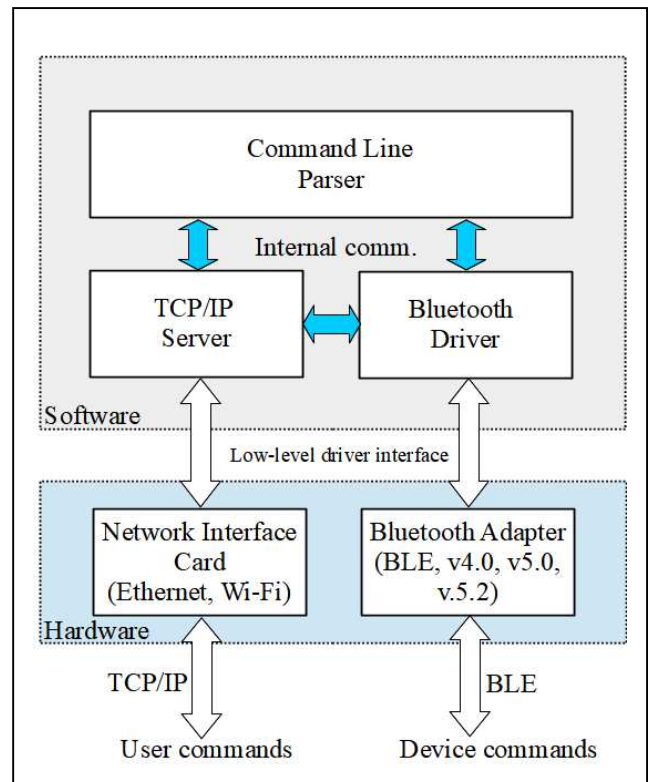 Command Line
Parser
Internal comm.
TCP/IP
Server
Bluetooth
Driver
Software
Low-level driver interface
Network Interface
Card
(Ethernet, Wi-Fi)
Bluetooth Adapter
(BLE, v4.0, v5.0,
v.5.2)
Hardware
TCP/IP
BLE
User commands
Device commands